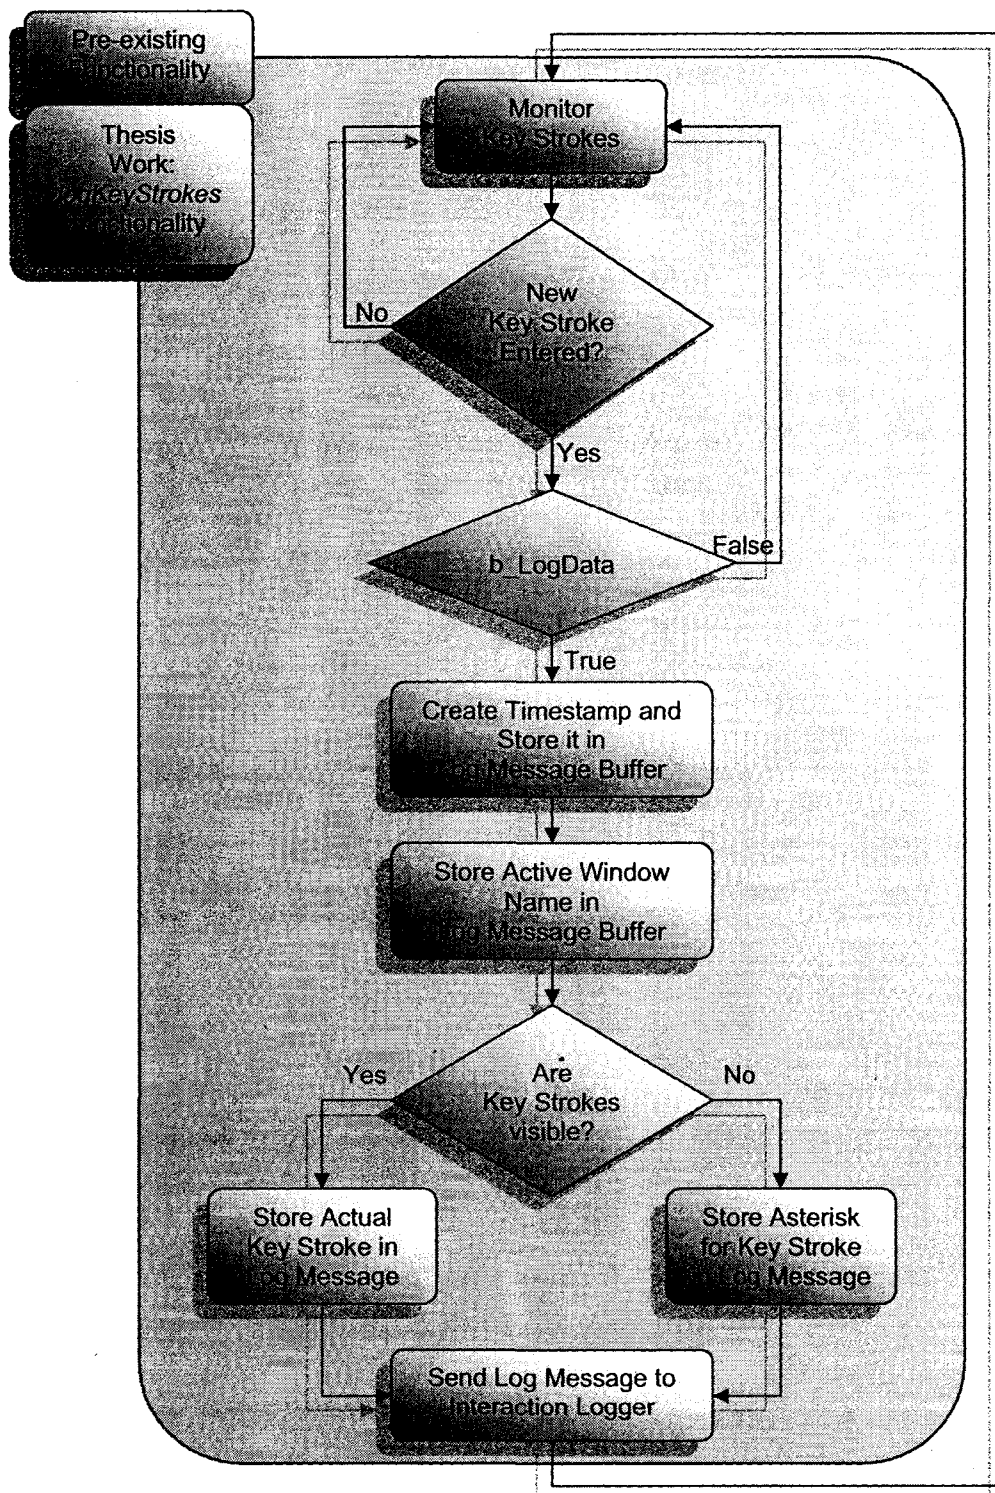 Pre-existing
Functionality
Thesis
Work:
KeyStrokes
Functionality
Monitor
Key Strokes
New
Key Stroke
Entered?
No
Yes
b_LogData
False
True
Create Timestamp and
Store it in
Log Message Buffer
Store Active Window
Name in
Log Message Buffer
Are
Key Strokes
visible?
Yes
No
Store Actual
Key Stroke in
Log Message
Store Asterisk
for Key Stroke
Log Message
Send Log Message to
Interaction Logger